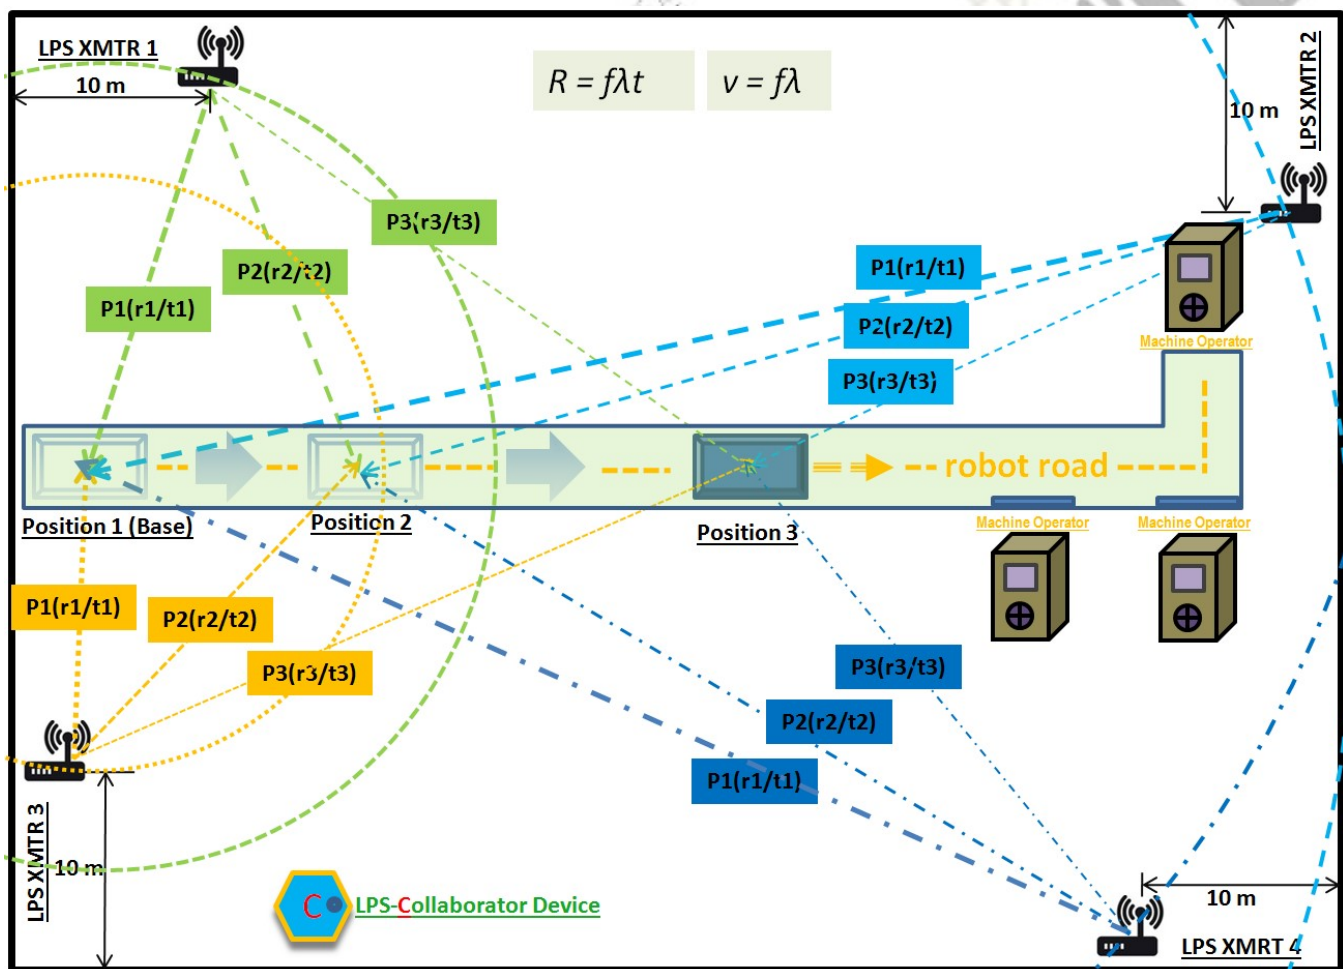 LPS XMTR 1
10 m
R = fλt
v = fλ
10 m
LPS XMTR 2
P3(r3/t3)
P2(r2/t2)
P1(r1/t1)
P1(r1/t1)
P2(r2/t2)
P3(r3/t3)
Machine Operator
robot road
Position 1 (Base)
Position 2
Position 3
Machine Operator
Machine Operator
P1(r1/t1)
P2(r2/t2)
P3(r3/t3)
P3(r3/t3)
P2(r2/t2)
P1(r1/t1)
LPS XMTR 3
10 m
C
LPS-Collaborator Device
10 m
LPS XMRT 4